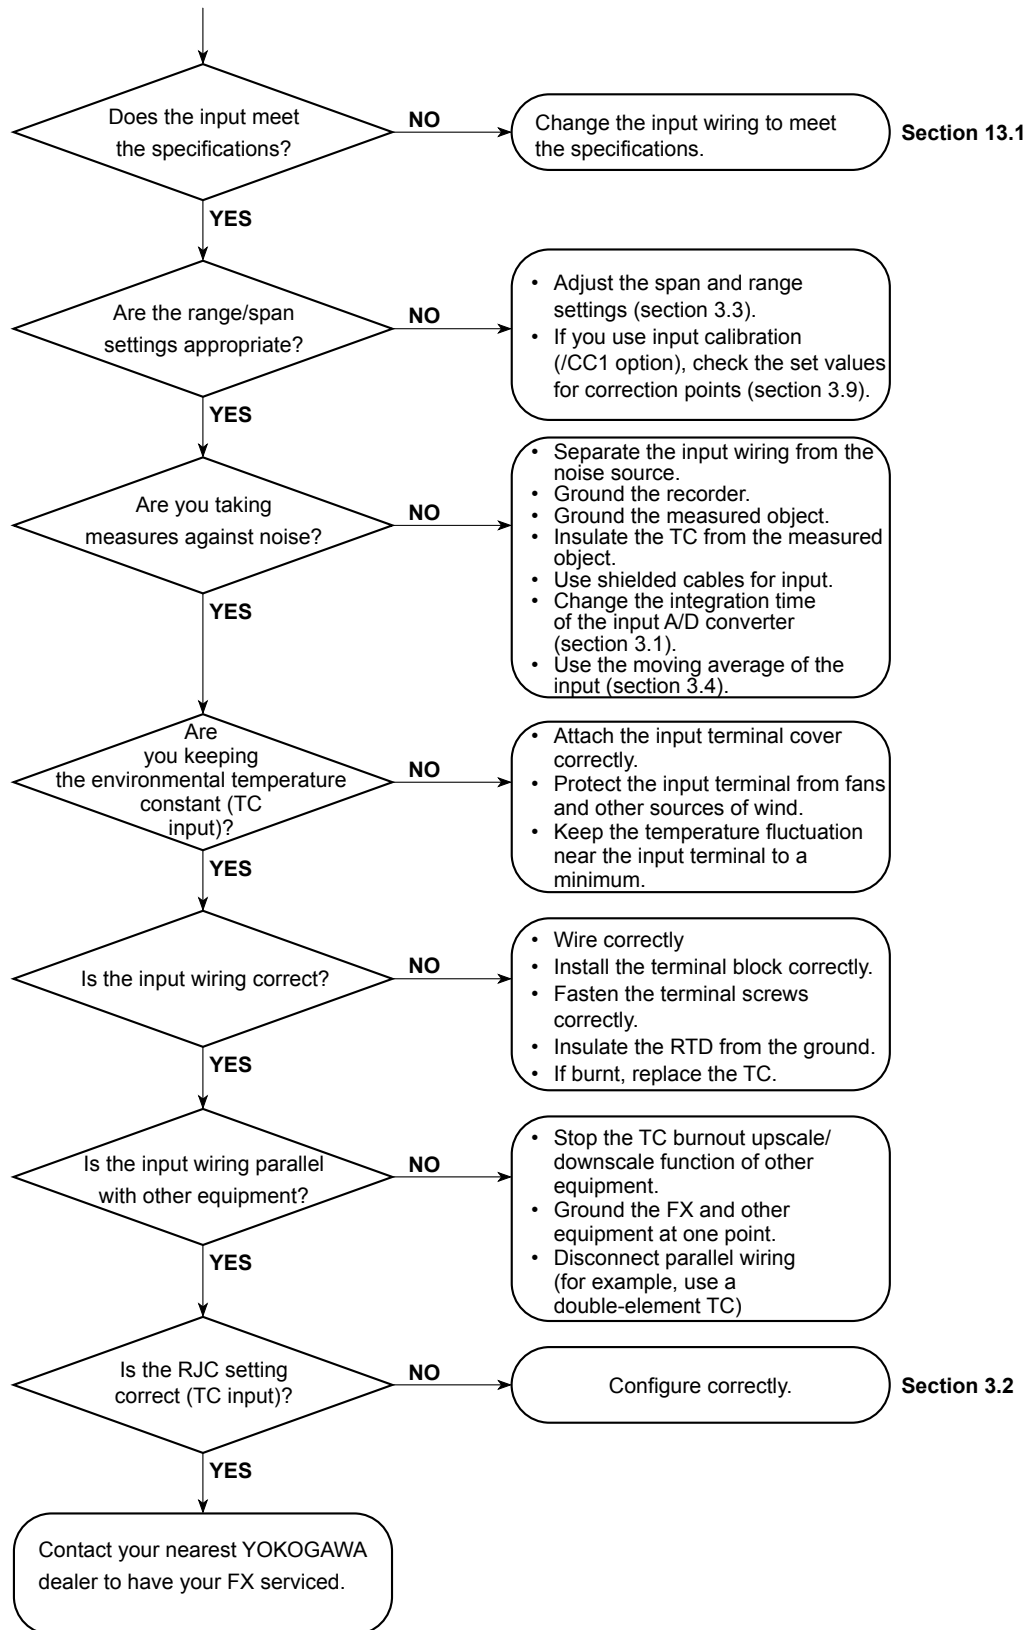 Does the input meet
the specifications?
NO
Change the input wiring to meet
the specifications.
Section 13.1
YES
Are the range/span
settings appropriate?
NO
• Adjust the span and range
settings (section 3.3).
• If you use input calibration
(/CC1 option), check the set values
for correction points (section 3.9).
YES
Are you taking
measures against noise?
NO
• Separate the input wiring from the
noise source.
• Ground the recorder.
• Ground the measured object.
• Insulate the TC from the measured
object.
• Use shielded cables for input.
• Change the integration time
of the input A/D converter
(section 3.1).
• Use the moving average of the
input (section 3.4).
YES
Are
you keeping
the environmental temperature
constant (TC
input)?
NO
• Attach the input terminal cover
correctly.
• Protect the input terminal from fans
and other sources of wind.
• Keep the temperature fluctuation
near the input terminal to a
minimum.
YES
Is the input wiring correct?
NO
• Wire correctly
• Install the terminal block correctly.
• Fasten the terminal screws
correctly.
• Insulate the RTD from the ground.
• If burnt, replace the TC.
YES
Is the input wiring parallel
with other equipment?
NO
• Stop the TC burnout upscale/
downscale function of other
equipment.
• Ground the FX and other
equipment at one point.
• Disconnect parallel wiring
(for example, use a
double-element TC)
YES
Is the RJC setting
correct (TC input)?
NO
Configure correctly.
Section 3.2
YES
Contact your nearest YOKOGAWA
dealer to have your FX serviced.